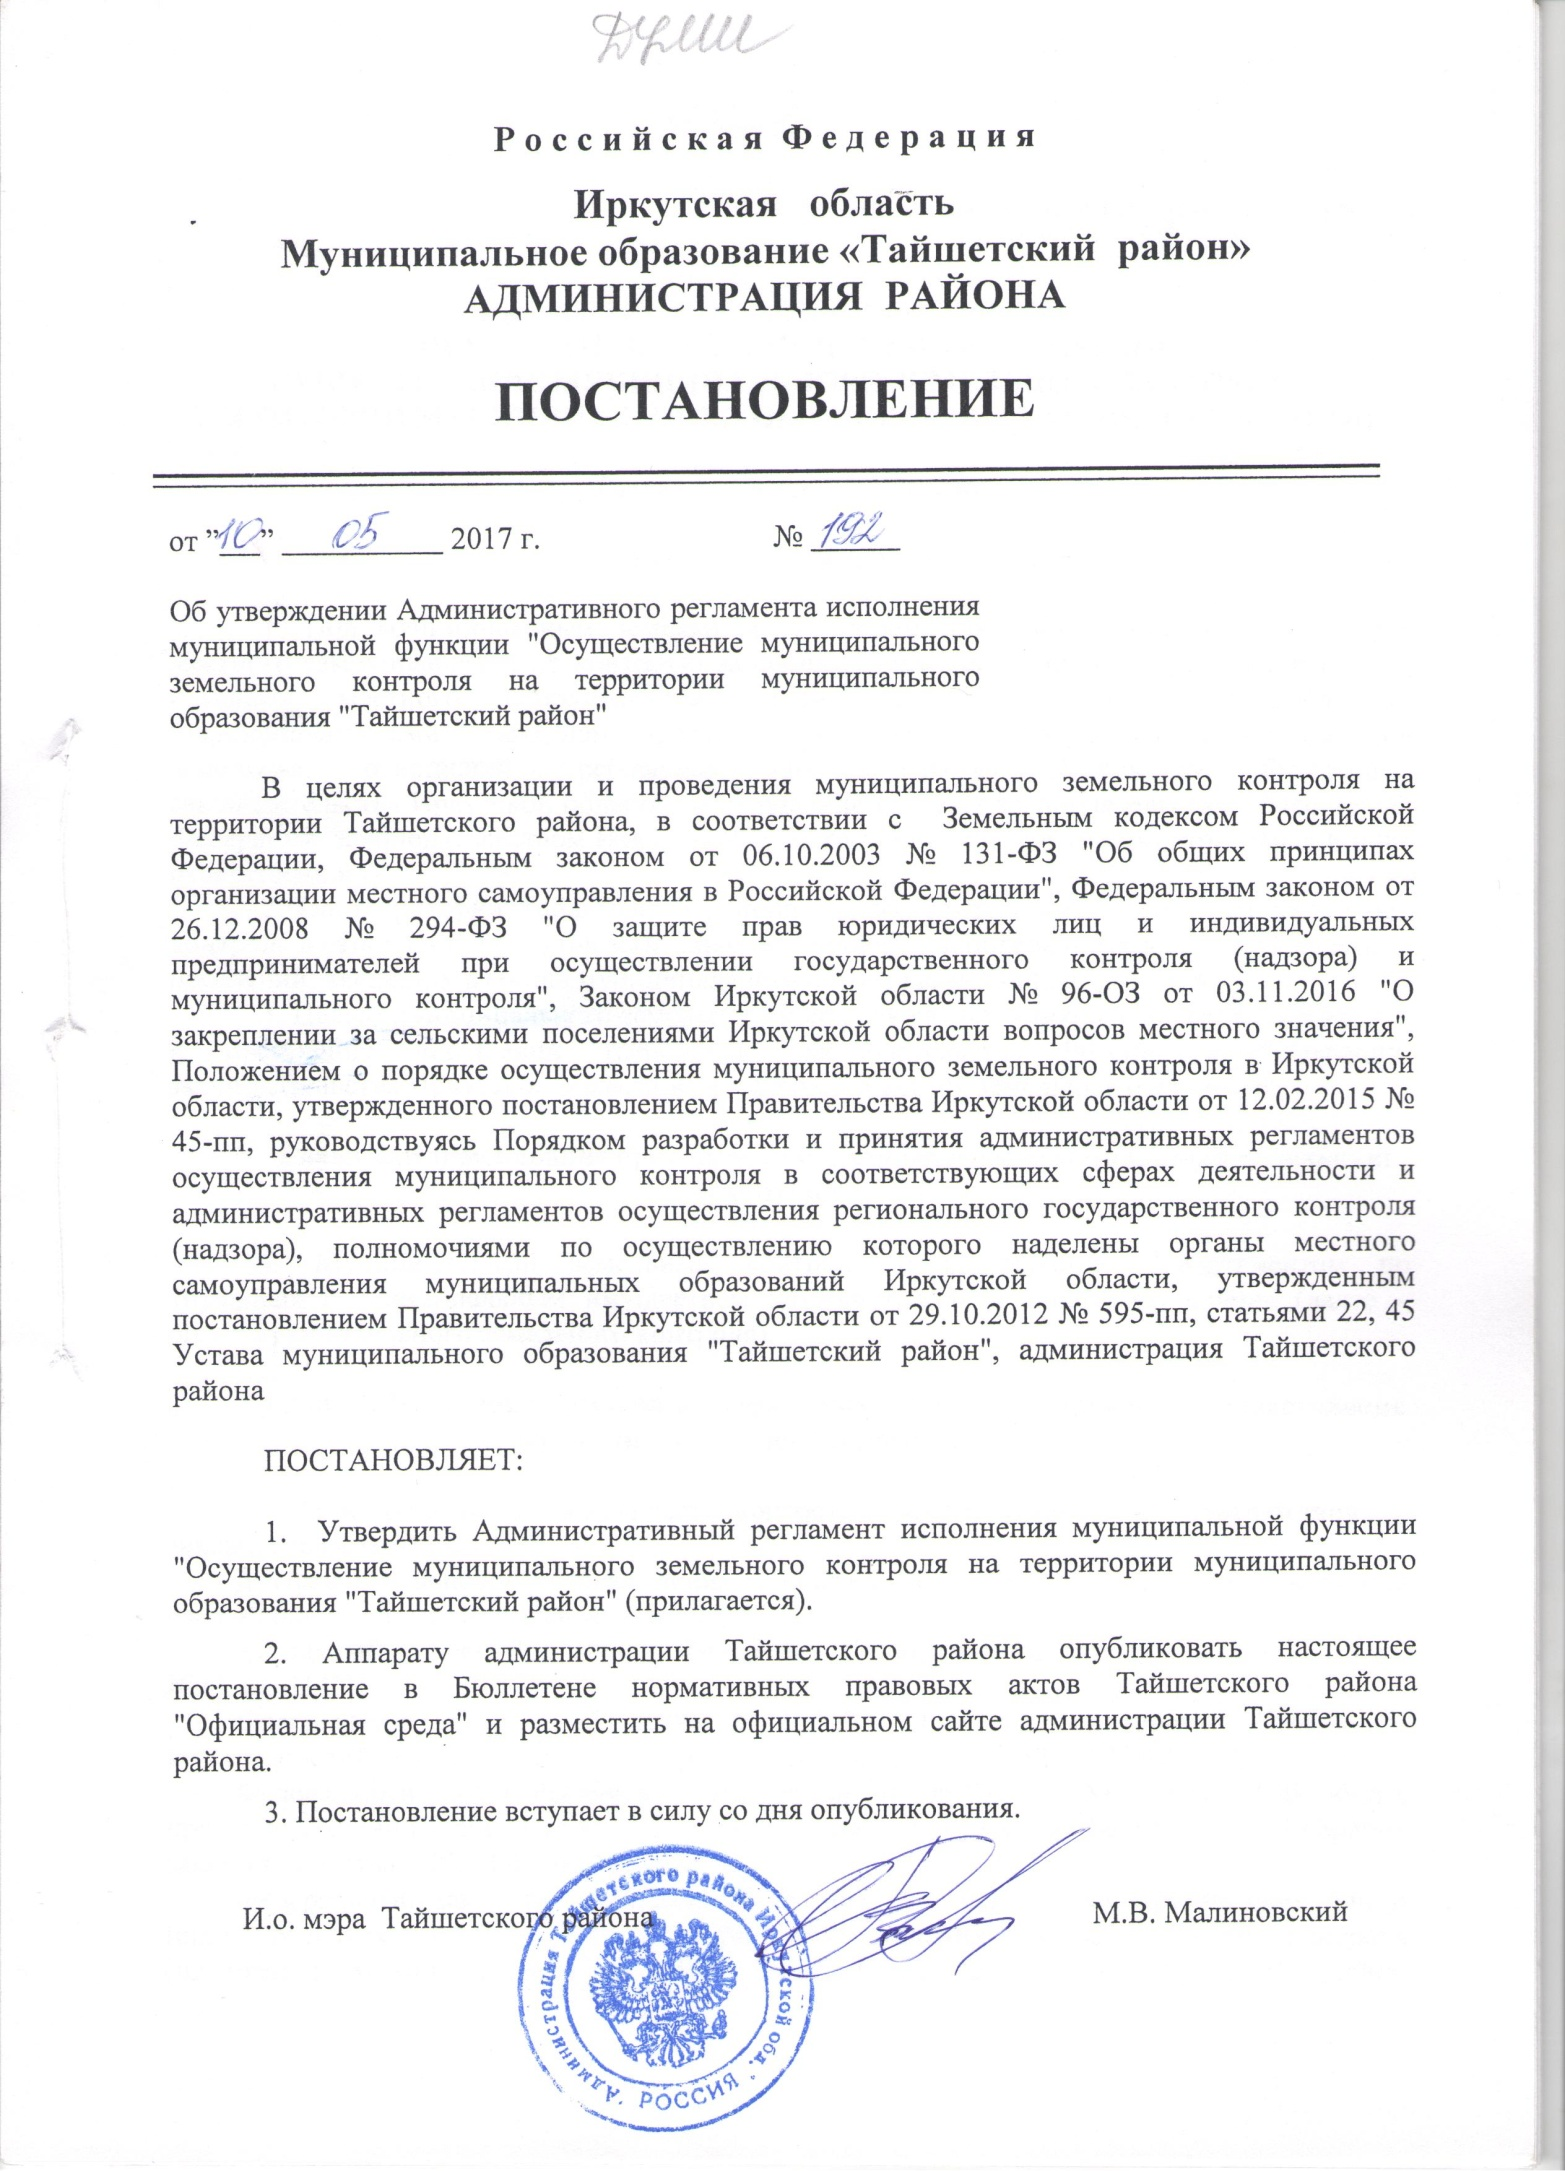 Российская Федерация
Иркутская область
Муниципальное образование «Тайшетский район»
АДМИНИСТРАЦИЯ РАЙОНА
ПОСТАНОВЛЕНИЕ
от ”10” 05 2017 г. № 192
Об утверждении Административного регламента исполнения
муниципальной функции "Осуществление муниципального
земельного контроля на территории муниципального
образования "Тайшетский район"
В целях организации и проведения муниципального земельного контроля на
территории Тайшетского района, в соответствии с Земельным кодексом Российской
Федерации, Федеральным законом от 06.10.2003 № 131-ФЗ "Об общих принципах
организации местного самоуправления в Российской Федерации", Федеральным законом от
26.12.2008 № 294-ФЗ "О защите прав юридических лиц и индивидуальных
предпринимателей при осуществлении государственного контроля (надзора) и
муниципального контроля", Законом Иркутской области № 96-ОЗ от 03.11.2016 "О
закреплении за сельскими поселениями Иркутской области вопросов местного значения",
Положением о порядке осуществления муниципального земельного контроля в Иркутской
области, утвержденного постановлением Правительства Иркутской области от 12.02.2015 №
45-пп, руководствуясь Порядком разработки и принятия административных регламентов
осуществления муниципального контроля в соответствующих сферах деятельности и
административных регламентов осуществления регионального государственного контроля
(надзора), полномочиями по осуществлению которого наделены органы местного
самоуправления муниципальных образований Иркутской области, утвержденным
постановлением Правительства Иркутской области от 29.10.2012 № 595-пп, статьями 22, 45
Устава муниципального образования "Тайшетский район", администрация Тайшетского
района
ПОСТАНОВЛЯЕТ:
1. Утвердить Административный регламент исполнения муниципальной функции
"Осуществление муниципального земельного контроля на территории муниципального
образования "Тайшетский район" (прилагается).
2. Аппарату администрации Тайшетского района опубликовать настоящее
постановление в Бюллетене нормативных правовых актов Тайшетского района
"Официальная среда" и разместить на официальном сайте администрации Тайшетского
района.
3. Постановление вступает в силу со дня опубликования.
И.о. мэра Тайшетского района М.В. Малиновский
Администрация Тайшетского района Иркутской обл.
РОССИЯ